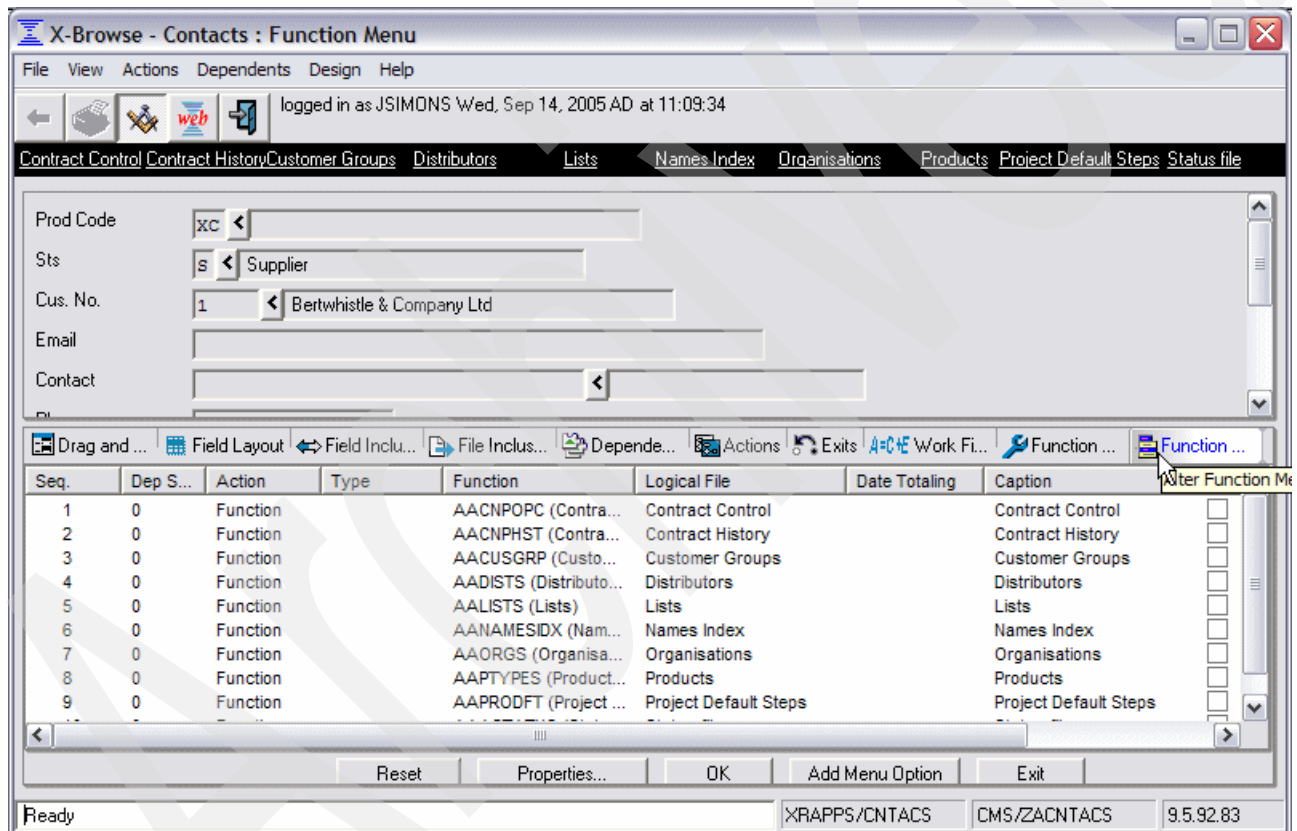 X-Browse - Contacts : Function Menu
File View Actions Dependents Design Help
web
logged in as JSIMONS Wed, Sep 14, 2005 AD at 11:09:34
Contract Control Contract HistoryCustomer Groups Distributors Lists Names Index Organisations Products Project Default Steps Status file
Prod Code XC <
Sts S < Supplier
Cus. No. 1 < Bertwhistle & Company Ltd
Email
Contact <
Drag and ... Field Layout Field Inclu... File Inclus... Depende... Actions Exits A=C+E Work Fi... Function ... Function ...
Seq. Dep S... Action Type Function Logical File Date Totaling Caption
Alter Function Me
1 0 Function AACNPOPC (Contra... Contract Control Contract Control
2 0 Function AACNPHST (Contra... Contract History Contract History
3 0 Function AACUSGRP (Custo... Customer Groups Customer Groups
4 0 Function AADISTS (Distributo... Distributors Distributors
5 0 Function AALISTS (Lists) Lists Lists
6 0 Function AANAMESIDX (Nam... Names Index Names Index
7 0 Function AAORGS (Organisa... Organisations Organisations
8 0 Function AAPTYPES (Product... Products Products
9 0 Function AAPRODFT (Project ... Project Default Steps Project Default Steps
Reset Properties... OK Add Menu Option Exit
Ready XRAPPS/CNTACS CMS/ZACNTACS 9.5.92.83